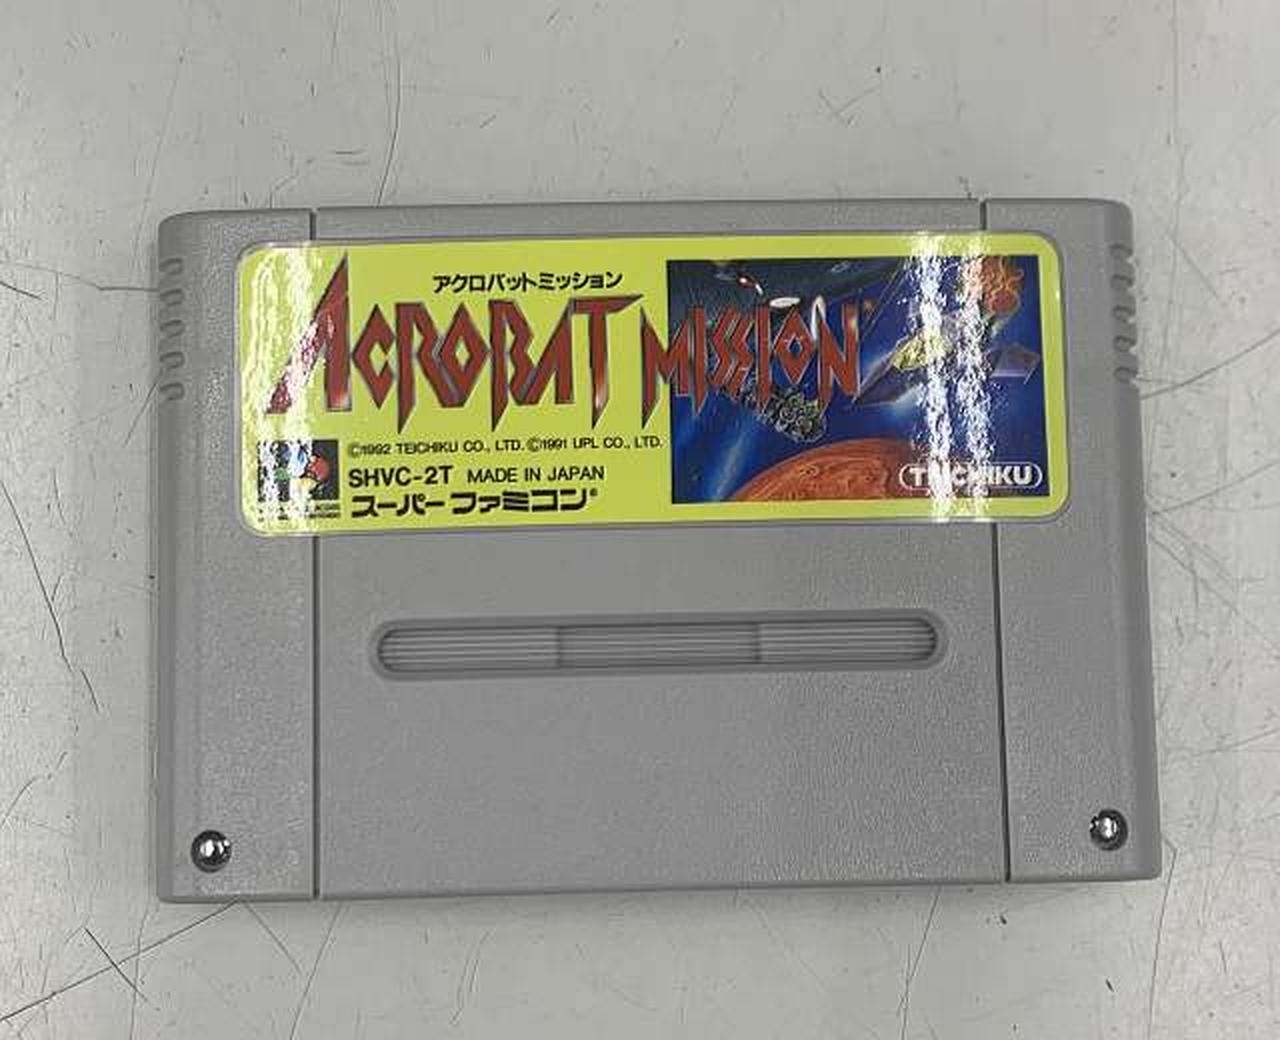 アクロバットミッション
ACROBAT MISSION
©1992 TEICHIKU CO., LTD. ©1991 UPL CO., LTD.
SHVC-2T MADE IN JAPAN
スーパーファミコン®
TEICHIKU